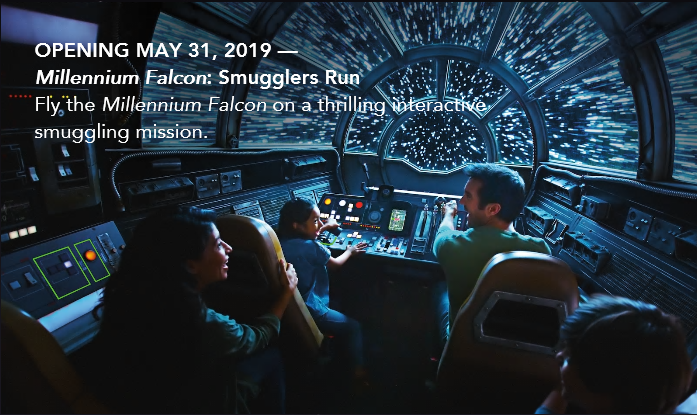 OPENING MAY 31, 2019 —
Millennium Falcon: Smugglers Run
Fly the Millennium Falcon on a thrilling interactive
smuggling mission.